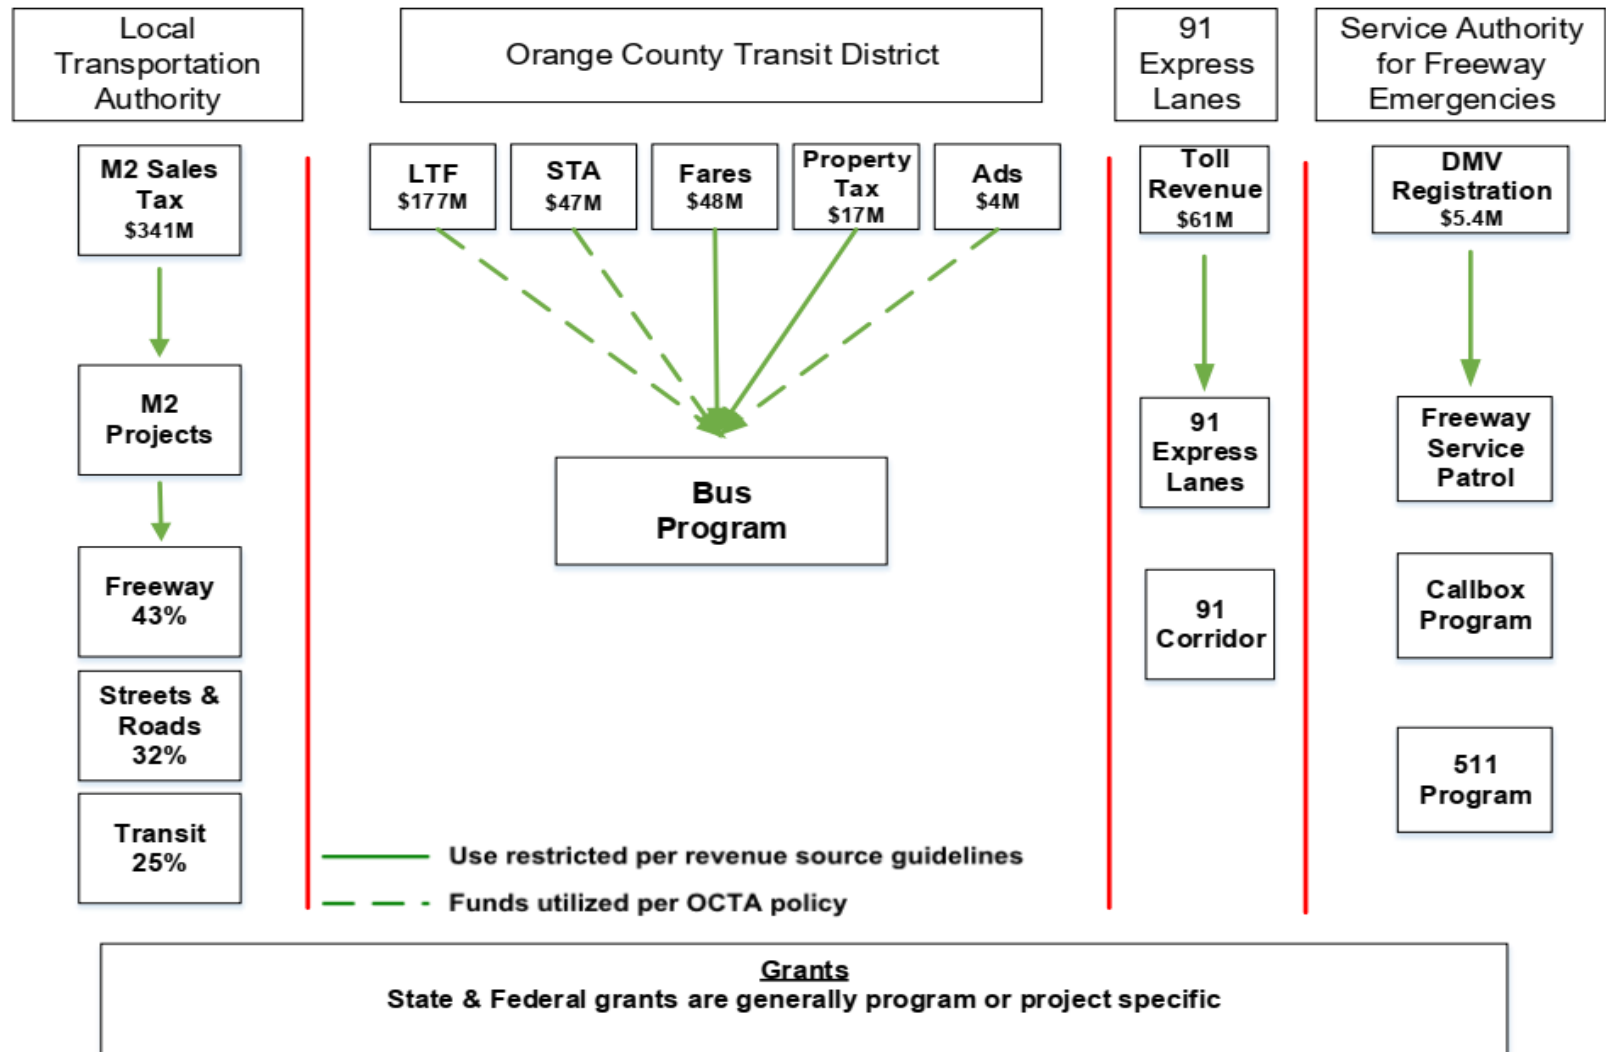 Local
Transportation
Authority
Orange County Transit District
91
Express
Lanes
Service Authority
for Freeway
Emergencies
M2 Sales
Tax
$341M
LTF
$177M
STA
$47M
Fares
$48M
Property
Tax
$17M
Ads
$4M
Toll
Revenue
$61M
DMV
Registration
$5.4M
M2
Projects
Bus
Program
91
Express
Lanes
Freeway
Service
Patrol
Freeway
43%
91
Corridor
Callbox
Program
Streets &
Roads
32%
511
Program
Transit
25%
Use restricted per revenue source guidelines
Funds utilized per OCTA policy
Grants
State & Federal grants are generally program or project specific